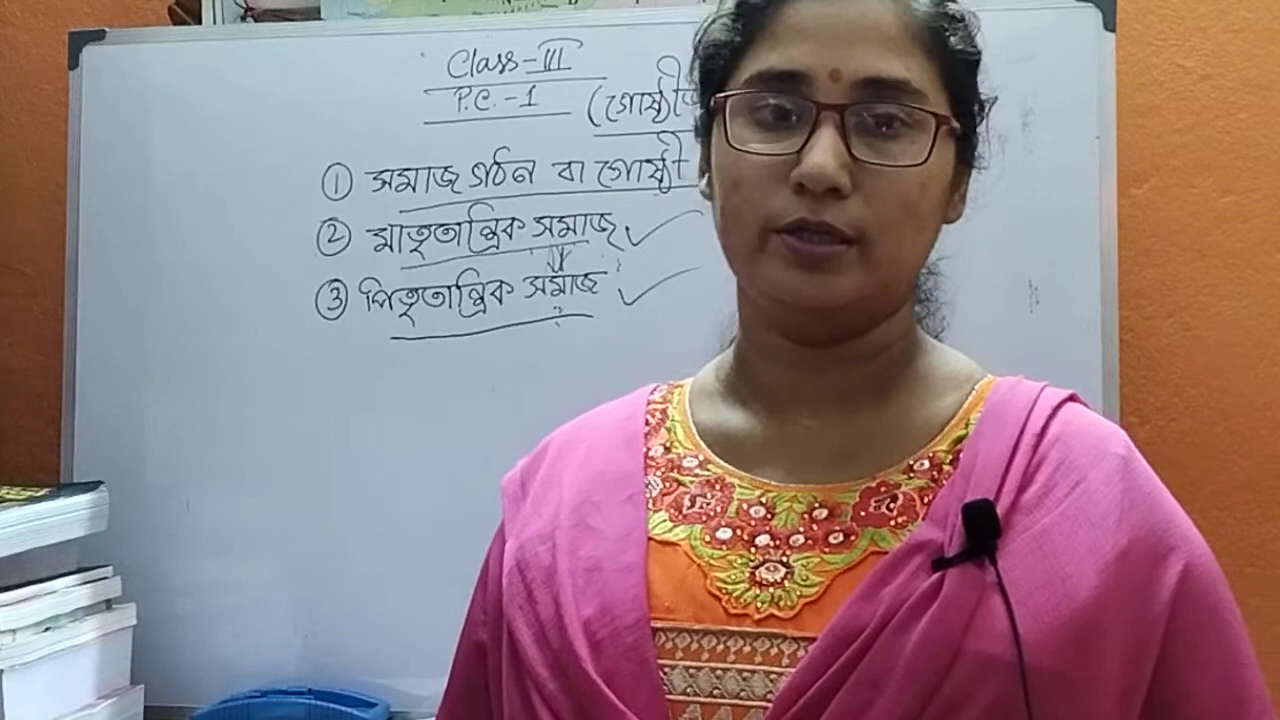 Class-III
P.C.-1 (গোষ্ঠী
① সমাজ গঠন বা গোষ্ঠী
② মাতৃতান্ত্রিক সমাজ ✓
③ পিতৃতান্ত্রিক সমাজ ✓